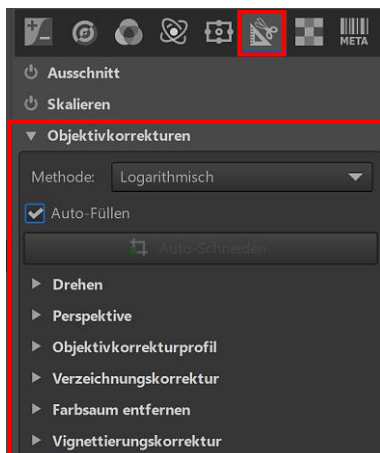 META
Ausschnitt
Skalieren
Objektivkorrekturen
Methode: Logarithmisch
Auto-Füllen
Auto-Schneiden
Drehen
Perspektive
Objektivkorrekturprofil
Verzeichnungskorrektur
Farbsaum entfernen
Vignettierungskorrektur